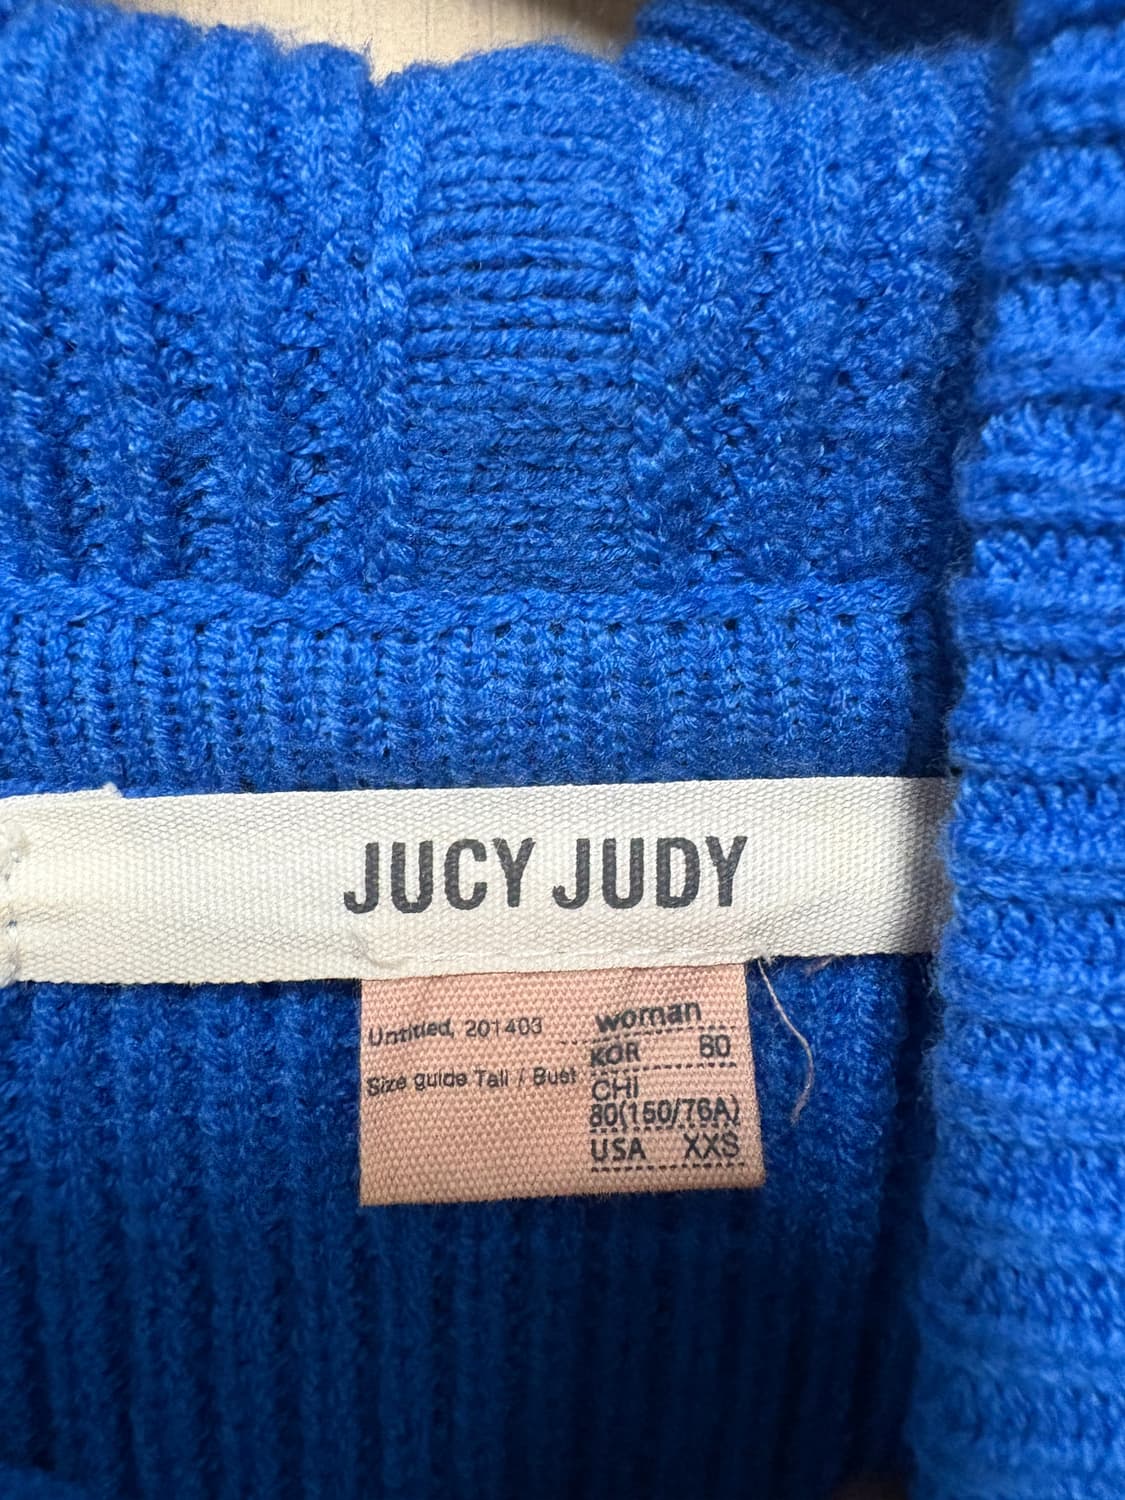 JUCY JUDY
Untitled, 201403
Size guide Tall / Bust
woman
KOR 80
CHI
80(150/76A)
USA XXS